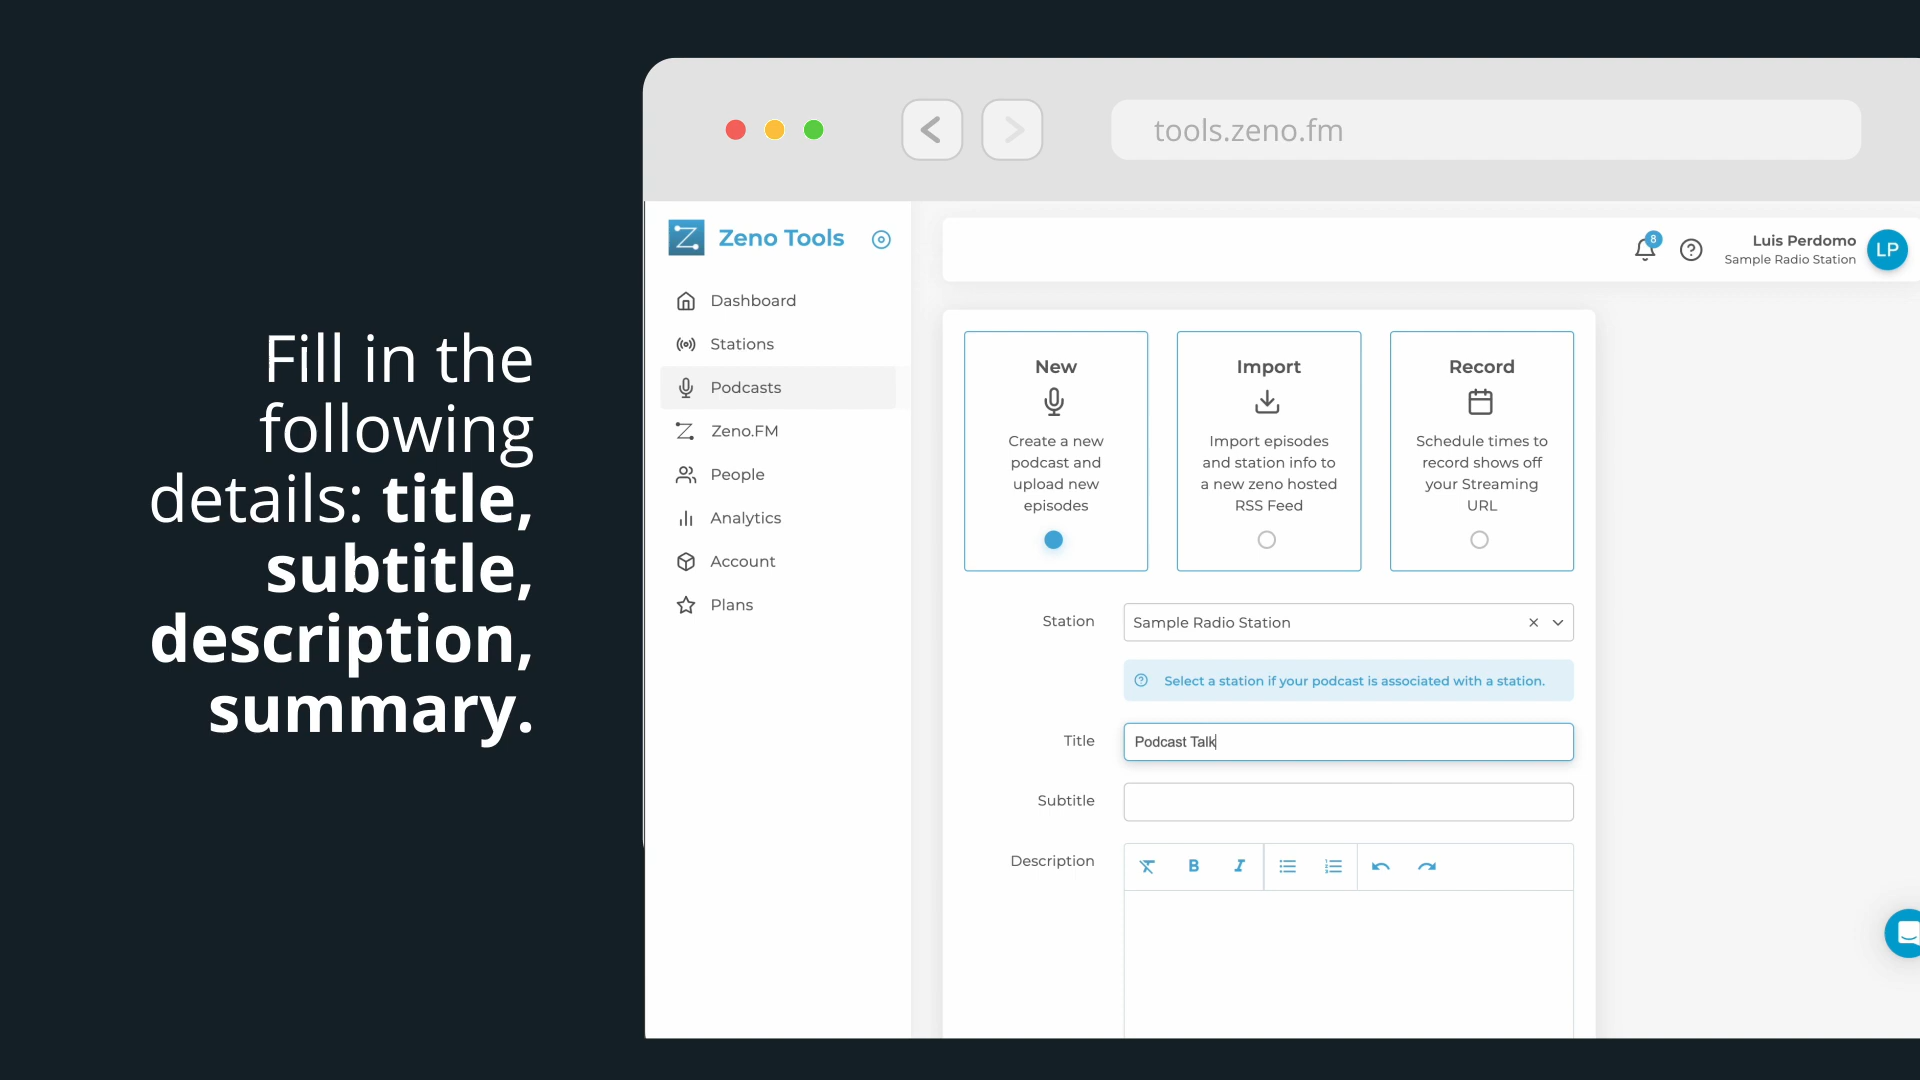 Fill in the
following
details: title,
subtitle,
description,
summary.
tools.zeno.fm
Zeno Tools
Dashboard
Stations
Podcasts
Zeno.FM
People
Analytics
Account
Plans
8
Luis Perdomo
Sample Radio Station
LP
New
Create a new
podcast and
upload new
episodes
Import
Import episodes
and station info to
a new zeno hosted
RSS Feed
Record
Schedule times to
record shows off
your Streaming
URL
Station
Sample Radio Station
Select a station if your podcast is associated with a station.
Title
Podcast Talk
Subtitle
Description
B I